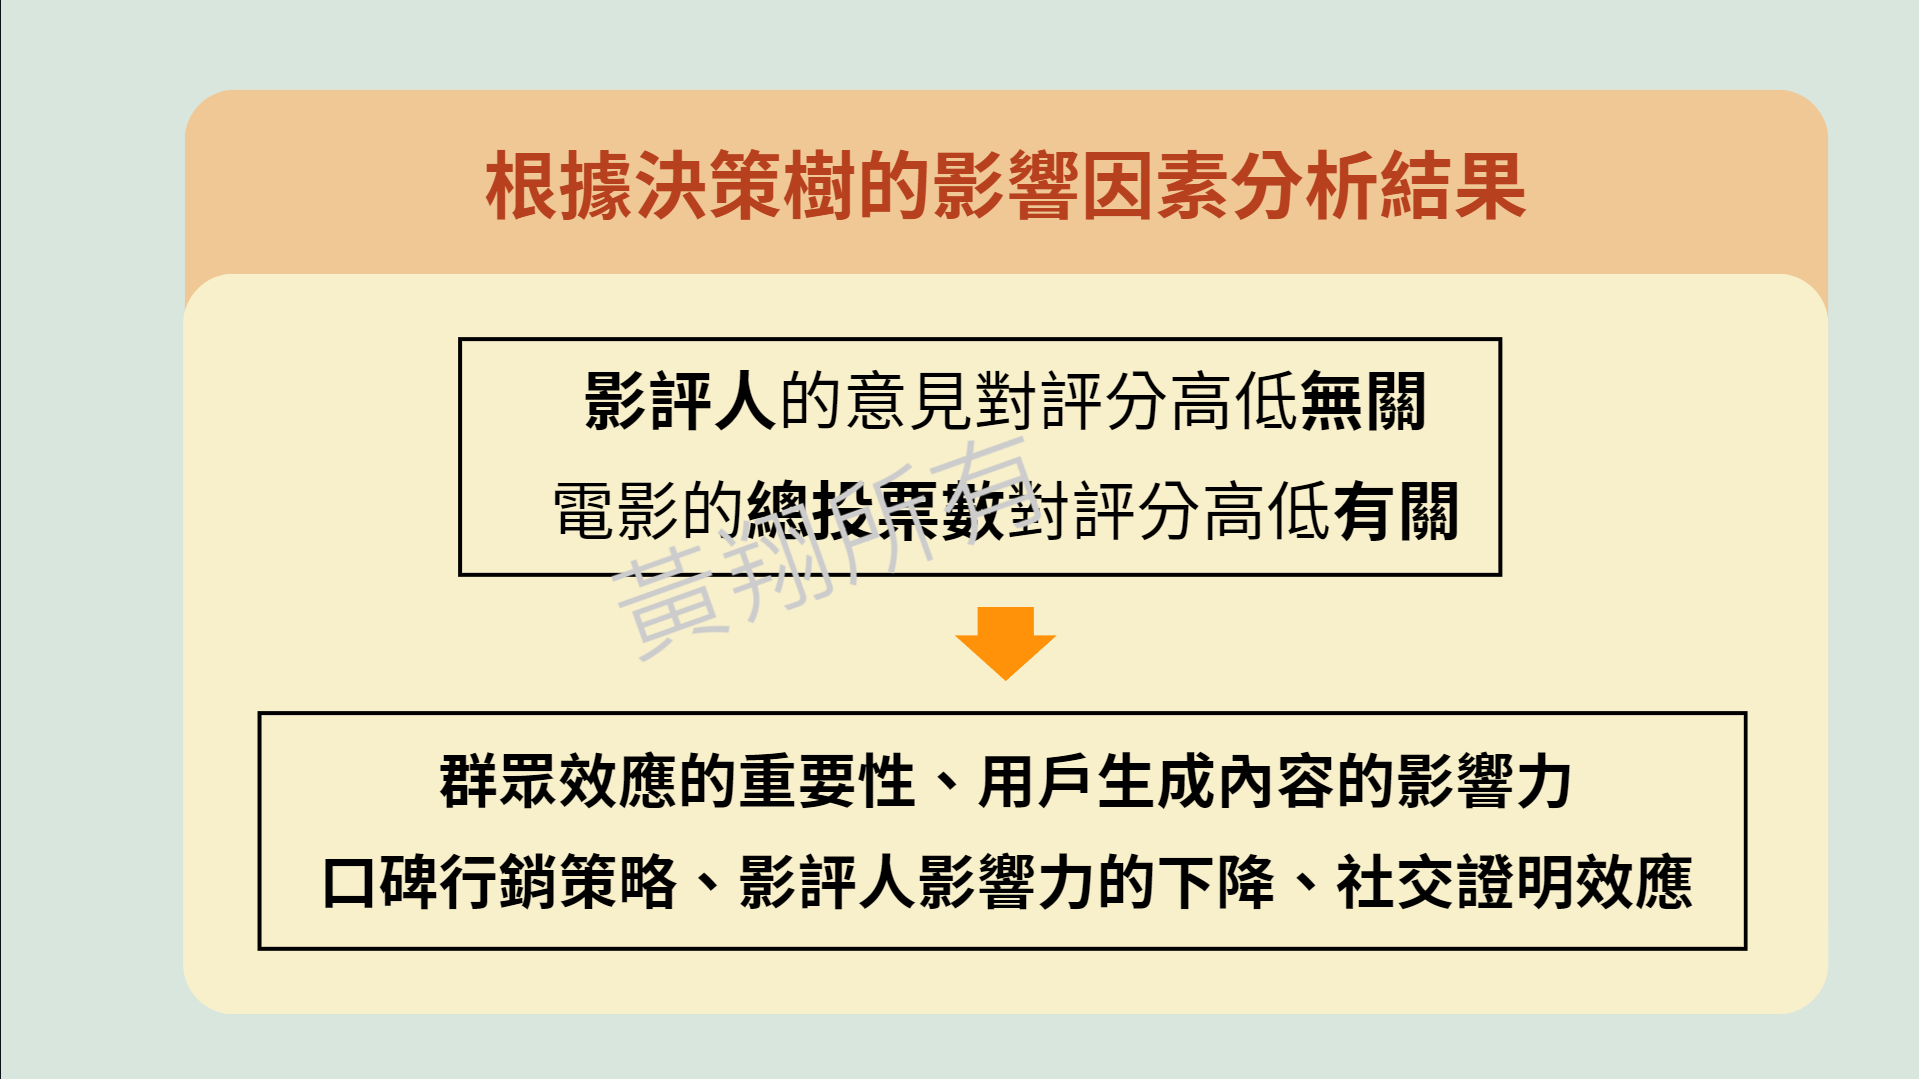 根據決策樹的影響因素分析結果
影評人的意見對評分高低無關
電影的總投票數對評分高低有關
黃翔所有
群眾效應的重要性、用戶生成內容的影響力
口碑行銷策略、影評人影響力的下降、社交證明效應